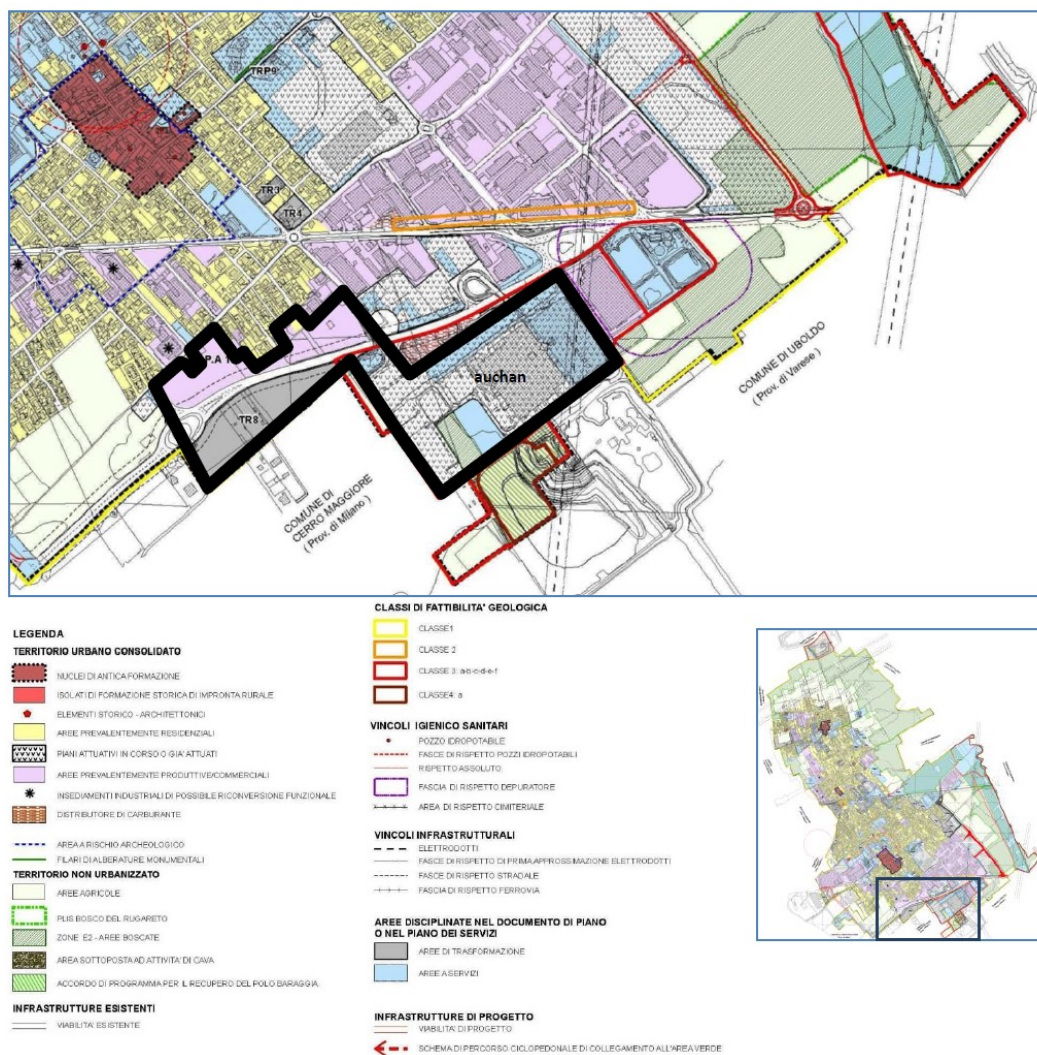 TRP9
TR3
TR4
P.A 1
auchan
TR8
COMUNE DI UBOLDO
( Prov. di Varese )
COMUNE DI
CERRO MAGGIORE
( Prov. di Milano )
LEGENDA
TERRITORIO URBANO CONSOLIDATO
NUCLEI DI ANTICA FORMAZIONE
ISOLATI DI FORMAZIONE STORICA DI IMPRONTA RURALE
ELEMENTI STORICO - ARCHITETTONICI
AREE PREVALENTEMENTE RESIDENZIALI
PIANI ATTUATIVI IN CORSO O GIA' ATTUATI
AREE PREVALENTEMENTE PRODUTTIVE/COMMERCIALI
INSEDIAMENTI INDUSTRIALI DI POSSIBILE RICONVERSIONE FUNZIONALE
DISTRIBUTORE DI CARBURANTE
AREA A RISCHIO ARCHEOLOGICO
FILARI DI ALBERATURE MONUMENTALI
TERRITORIO NON URBANIZZATO
AREE AGRICOLE
PLIS BOSCO DEL RUGARETO
ZONE E2 - AREE BOSCATE
AREA SOTTOPOSTA AD ATTIVITA' DI CAVA
ACCORDO DI PROGRAMMA PER IL RECUPERO DEL POLO BARAGGIA
INFRASTRUTTURE ESISTENTI
VIABILITA' ESISTENTE
CLASSI DI FATTIBILITA' GEOLOGICA
CLASSE1
CLASSE 2
CLASSE 3: a-b-c-d-e-f
CLASSE4: a
VINCOLI IGIENICO SANITARI
POZZO IDROPOTABILE
FASCE DI RISPETTO POZZI IDROPOTABILI
RISPETTO ASSOLUTO
FASCIA DI RISPETTO DEPURATORE
AREA DI RISPETTO CIMITERIALE
VINCOLI INFRASTRUTTURALI
ELETTRODOTTI
FASCE DI RISPETTO DI PRIMA APPROSSIMAZIONE ELETTRODOTTI
FASCE DI RISPETTO STRADALE
FASCIA DI RISPETTO FERROVIA
AREE DISCIPLINATE NEL DOCUMENTO DI PIANO
O NEL PIANO DEI SERVIZI
AREE DI TRASFORMAZIONE
AREE A SERVIZI
INFRASTRUTTURE DI PROGETTO
VIABILITA' DI PROGETTO
SCHEMA DI PERCORSO CICLOPEDONALE DI COLLEGAMENTO ALL'AREA VERDE